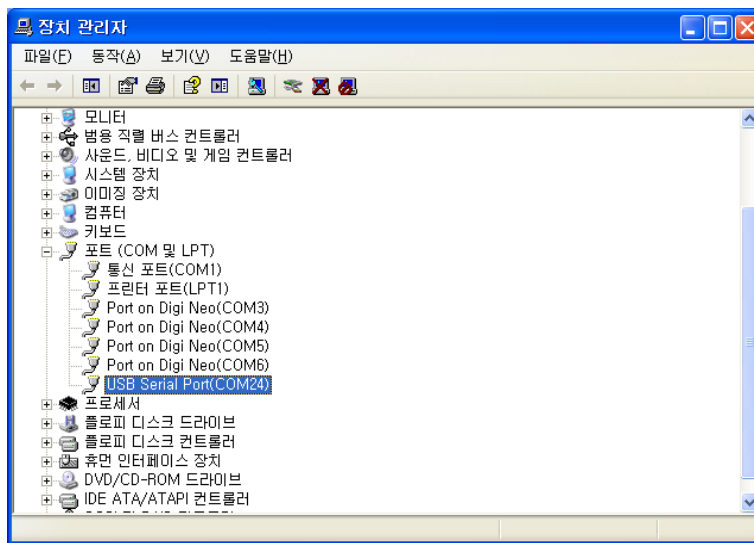 장치 관리자
파일(F) 동작(A) 보기(V) 도움말(H)
모니터
범용 직렬 버스 컨트롤러
사운드, 비디오 및 게임 컨트롤러
시스템 장치
이미징 장치
컴퓨터
키보드
포트 (COM 및 LPT)
통신 포트(COM1)
프린터 포트(LPT1)
Port on Digi Neo(COM3)
Port on Digi Neo(COM4)
Port on Digi Neo(COM5)
Port on Digi Neo(COM6)
USB Serial Port(COM24)
프로세서
플로피 디스크 드라이브
플로피 디스크 컨트롤러
휴먼 인터페이스 장치
DVD/CD-ROM 드라이브
IDE ATA/ATAPI 컨트롤러